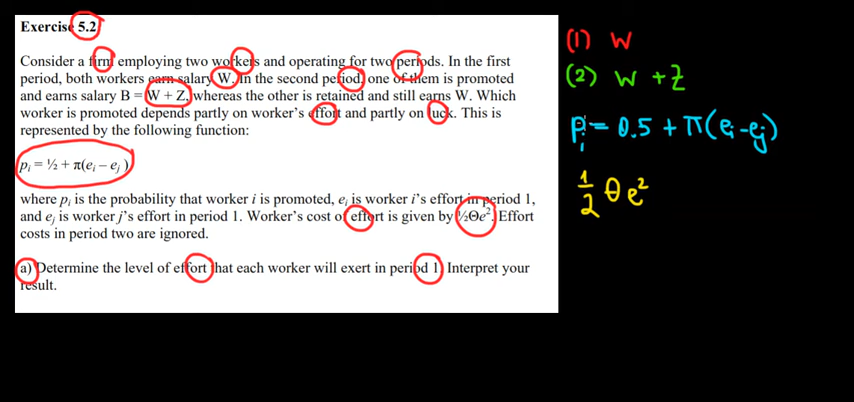 Exercise 5.2
Consider a firm employing two workers and operating for two periods. In the first
period, both workers earn salary W. In the second period, one of them is promoted
and earns salary B = W + Z, whereas the other is retained and still earns W. Which
worker is promoted depends partly on worker's effort and partly on luck. This is
represented by the following function:
pᵢ = ½ + π(eᵢ – eⱼ)
where pᵢ is the probability that worker i is promoted, eᵢ is worker i's effort in period 1,
and eⱼ is worker j's effort in period 1. Worker's cost of effort is given by ½Θe². Effort
costs in period two are ignored.
a) Determine the level of effort that each worker will exert in period 1. Interpret your
result.
(1) W
(2) W + Z
Pᵢ = 0.5 + π(eᵢ - eⱼ)
1/2 θ e²